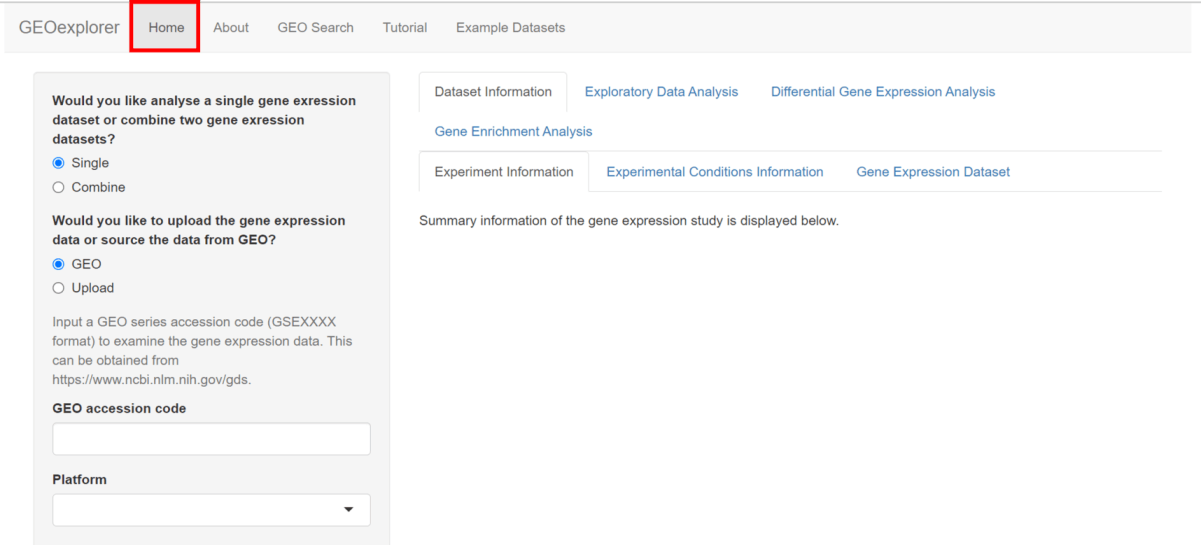 GEOexplorer Home About GEO Search Tutorial Example Datasets
Would you like analyse a single gene exression
dataset or combine two gene exression
datasets?
Single
Combine
Would you like to upload the gene expression
data or source the data from GEO?
GEO
Upload
Input a GEO series accession code (GSEXXXX
format) to examine the gene expression data. This
can be obtained from
https://www.ncbi.nlm.nih.gov/gds.
GEO accession code
Platform
Dataset Information Exploratory Data Analysis Differential Gene Expression Analysis
Gene Enrichment Analysis
Experiment Information Experimental Conditions Information Gene Expression Dataset
Summary information of the gene expression study is displayed below.